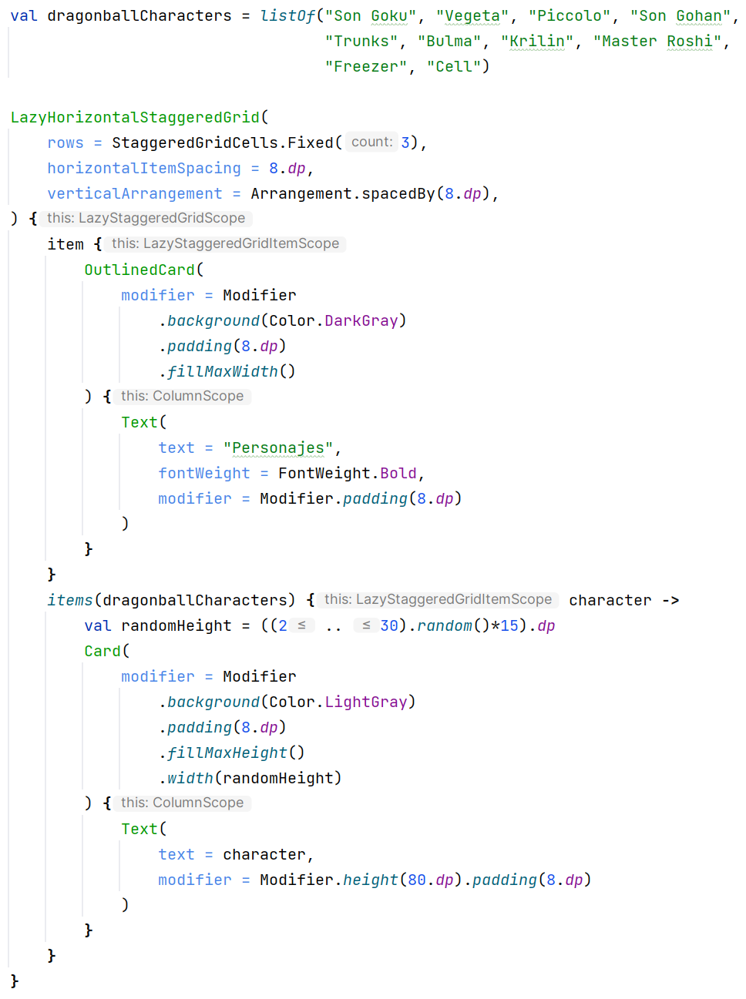 val dragonballCharacters = listOf("Son Goku", "Vegeta", "Piccolo", "Son Gohan",
                                  "Trunks", "Bulma", "Krilin", "Master Roshi",
                                  "Freezer", "Cell")

LazyHorizontalStaggeredGrid(
    rows = StaggeredGridCells.Fixed( count: 3),
    horizontalItemSpacing = 8.dp,
    verticalArrangement = Arrangement.spacedBy(8.dp),
) { this: LazyStaggeredGridScope
    item { this: LazyStaggeredGridItemScope
        OutlinedCard(
            modifier = Modifier
                .background(Color.DarkGray)
                .padding(8.dp)
                .fillMaxWidth()
        ) { this: ColumnScope
            Text(
                text = "Personajes",
                fontWeight = FontWeight.Bold,
                modifier = Modifier.padding(8.dp)
            )
        }
    }
    items(dragonballCharacters) { this: LazyStaggeredGridItemScope character ->
        val randomHeight = ((2 ≤ .. ≤ 30).random()*15).dp
        Card(
            modifier = Modifier
                .background(Color.LightGray)
                .padding(8.dp)
                .fillMaxHeight()
                .width(randomHeight)
        ) { this: ColumnScope
            Text(
                text = character,
                modifier = Modifier.height(80.dp).padding(8.dp)
            )
        }
    }
}